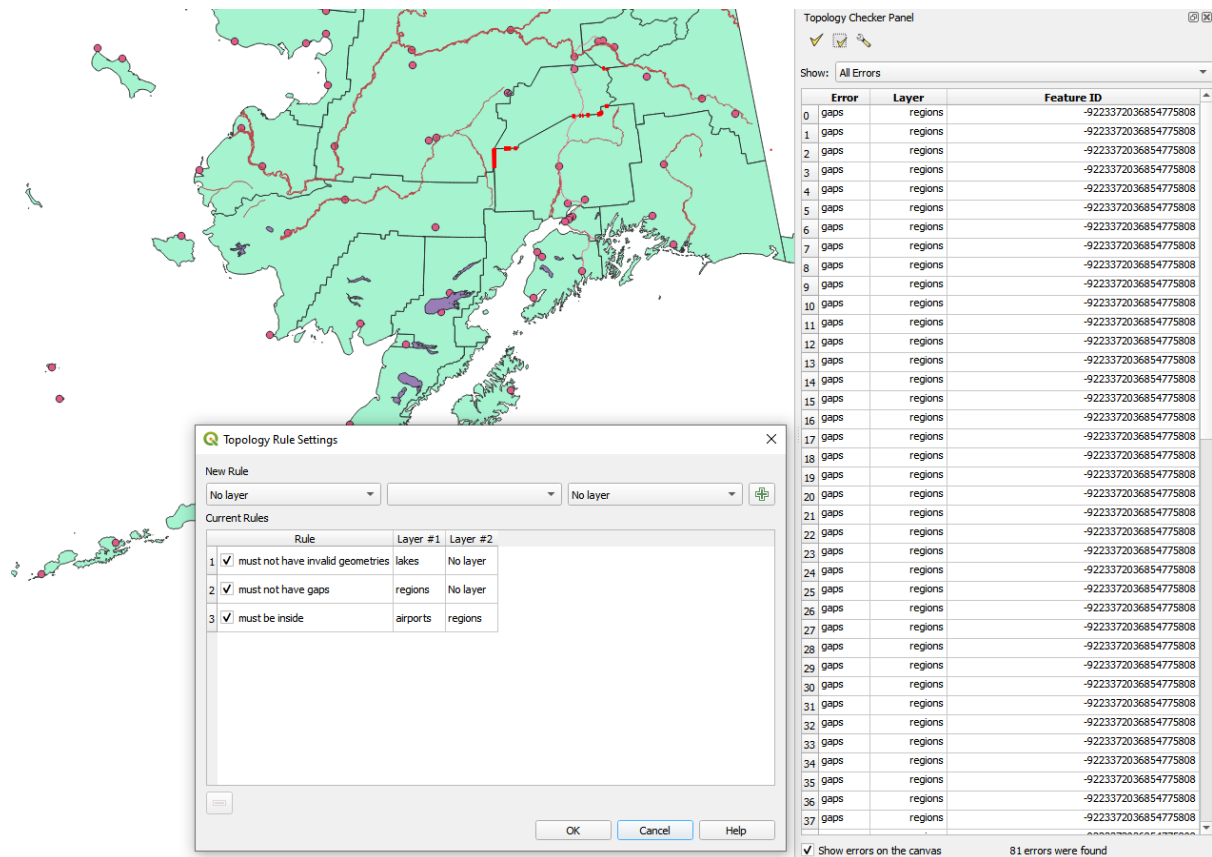 Topology Checker Panel
Show: All Errors
Error Layer Feature ID
0 gaps regions -9223372036854775808
1 gaps regions -9223372036854775808
2 gaps regions -9223372036854775808
3 gaps regions -9223372036854775808
4 gaps regions -9223372036854775808
5 gaps regions -9223372036854775808
6 gaps regions -9223372036854775808
7 gaps regions -9223372036854775808
8 gaps regions -9223372036854775808
9 gaps regions -9223372036854775808
10 gaps regions -9223372036854775808
11 gaps regions -9223372036854775808
12 gaps regions -9223372036854775808
13 gaps regions -9223372036854775808
14 gaps regions -9223372036854775808
15 gaps regions -9223372036854775808
16 gaps regions -9223372036854775808
17 gaps regions -9223372036854775808
18 gaps regions -9223372036854775808
19 gaps regions -9223372036854775808
20 gaps regions -9223372036854775808
21 gaps regions -9223372036854775808
22 gaps regions -9223372036854775808
23 gaps regions -9223372036854775808
24 gaps regions -9223372036854775808
25 gaps regions -9223372036854775808
26 gaps regions -9223372036854775808
27 gaps regions -9223372036854775808
28 gaps regions -9223372036854775808
29 gaps regions -9223372036854775808
30 gaps regions -9223372036854775808
31 gaps regions -9223372036854775808
32 gaps regions -9223372036854775808
33 gaps regions -9223372036854775808
34 gaps regions -9223372036854775808
35 gaps regions -9223372036854775808
36 gaps regions -9223372036854775808
37 gaps regions -9223372036854775808
Show errors on the canvas 81 errors were found
Topology Rule Settings
New Rule
No layer No layer
Current Rules
Rule Layer #1 Layer #2
1 must not have invalid geometries lakes No layer
2 must not have gaps regions No layer
3 must be inside airports regions
OK Cancel Help